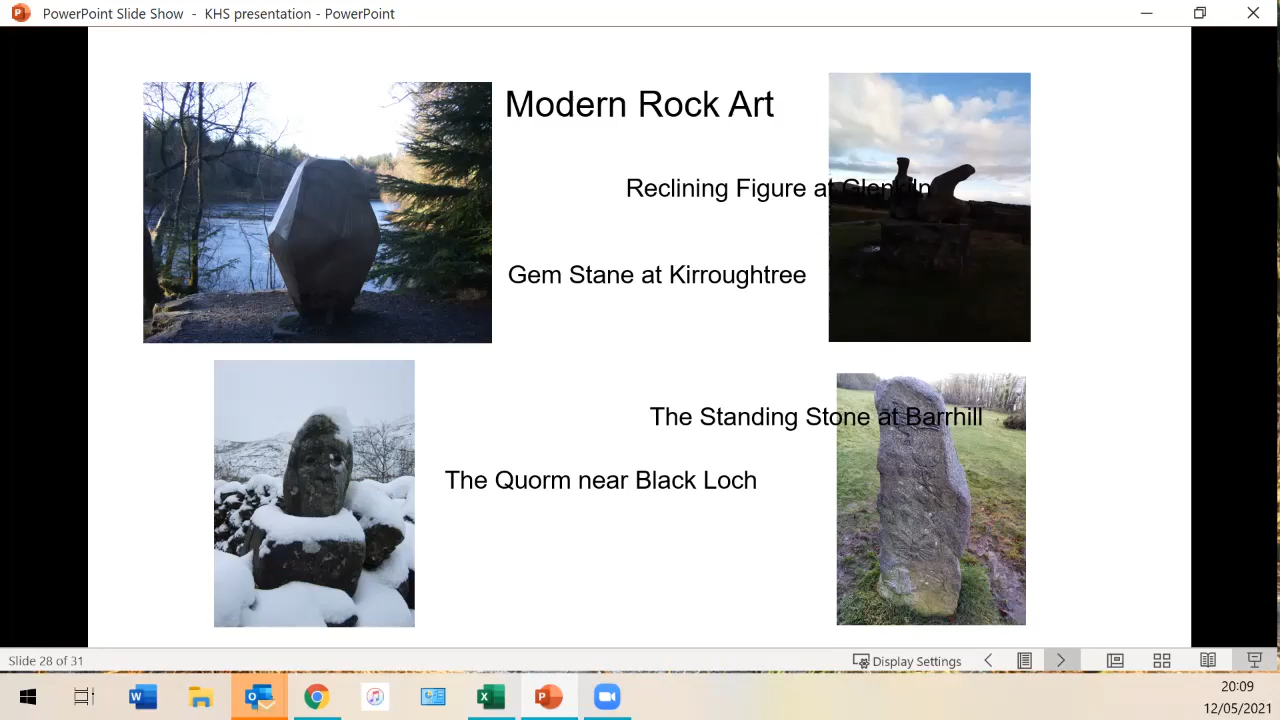 PowerPoint Slide Show - KHS presentation - PowerPoint
Modern Rock Art
Reclining Figure at Glenkiln
Gem Stane at Kirroughtree
The Standing Stone at Barrhill
The Quorm near Black Loch
Slide 28 of 31
Display Settings
20:09
12/05/2021